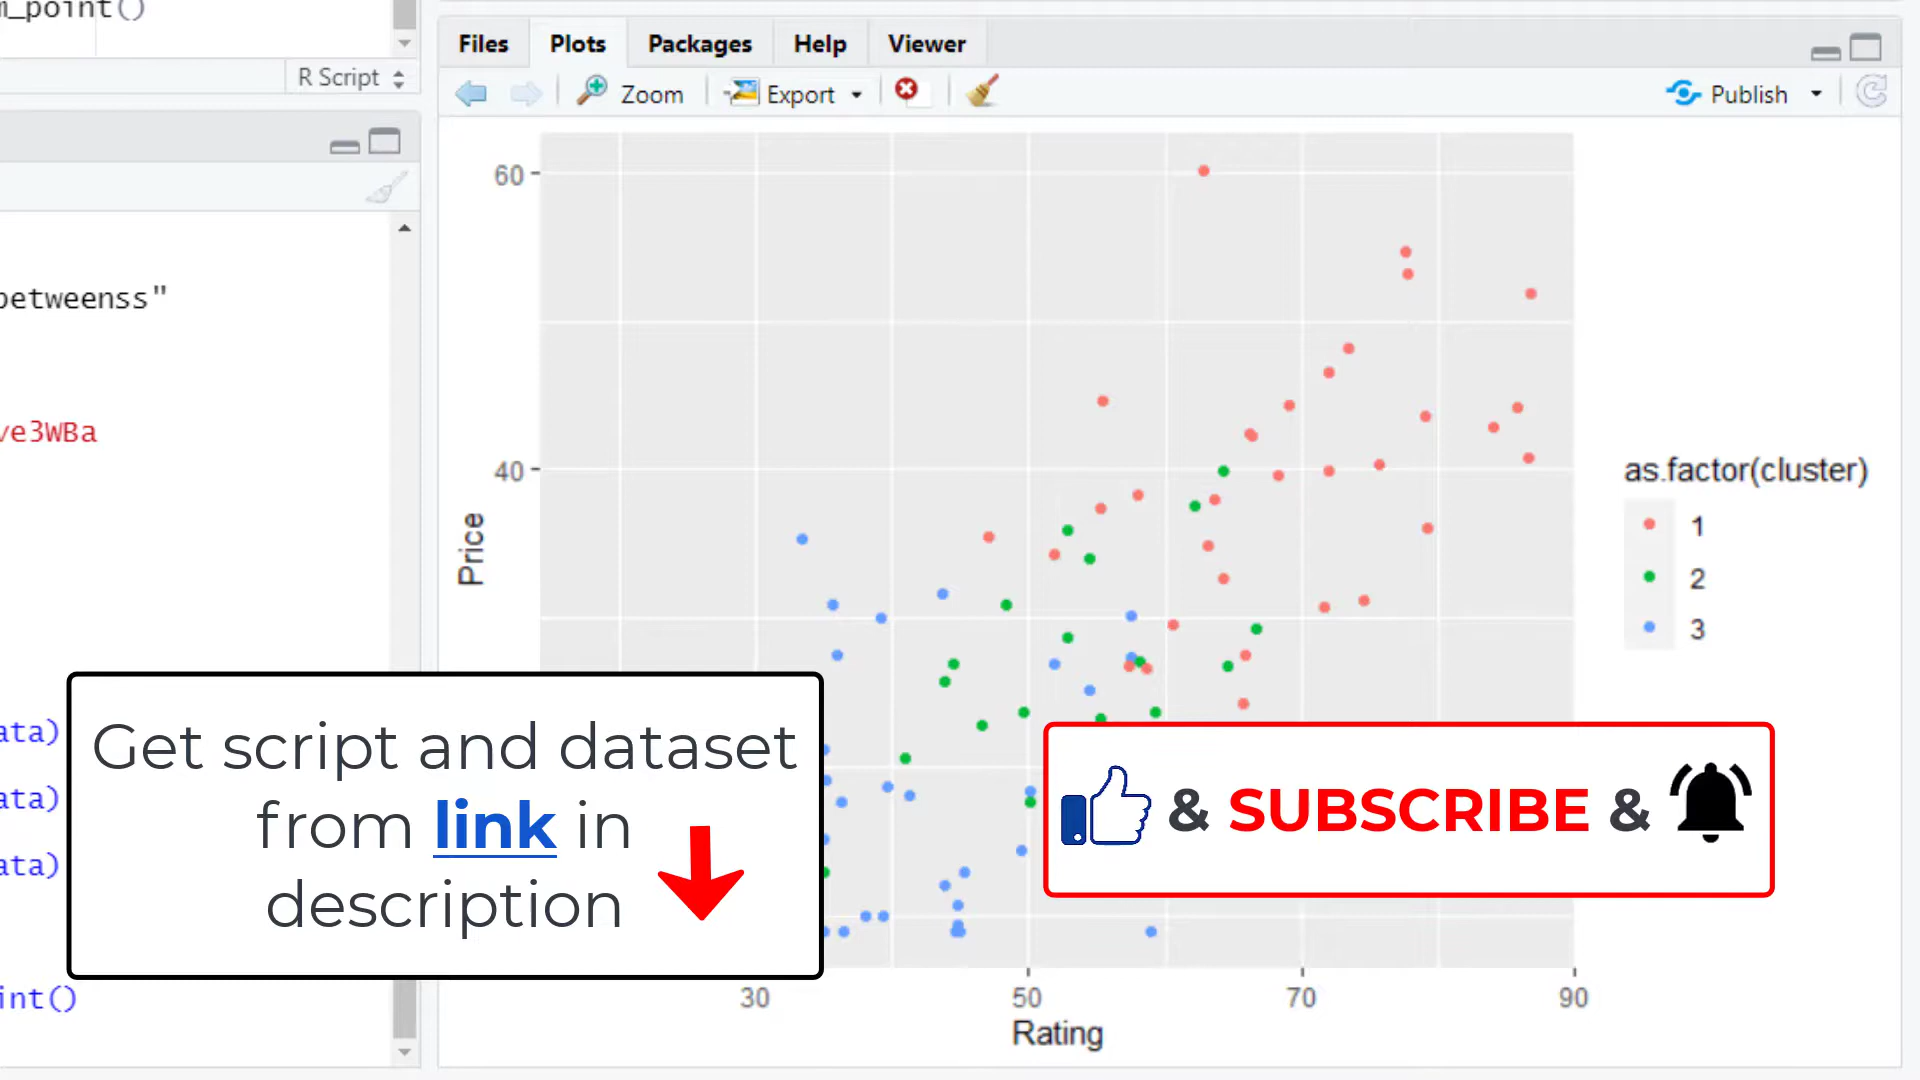 m_point()
R Script
Files Plots Packages Help Viewer
Zoom Export Publish
betweenss"
ve3WBa
ata)
ata)
ata)
int()
60
40
Price
30 50 70 90
Rating
as.factor(cluster)
1
2
3
Get script and dataset
from link in
description
& SUBSCRIBE &